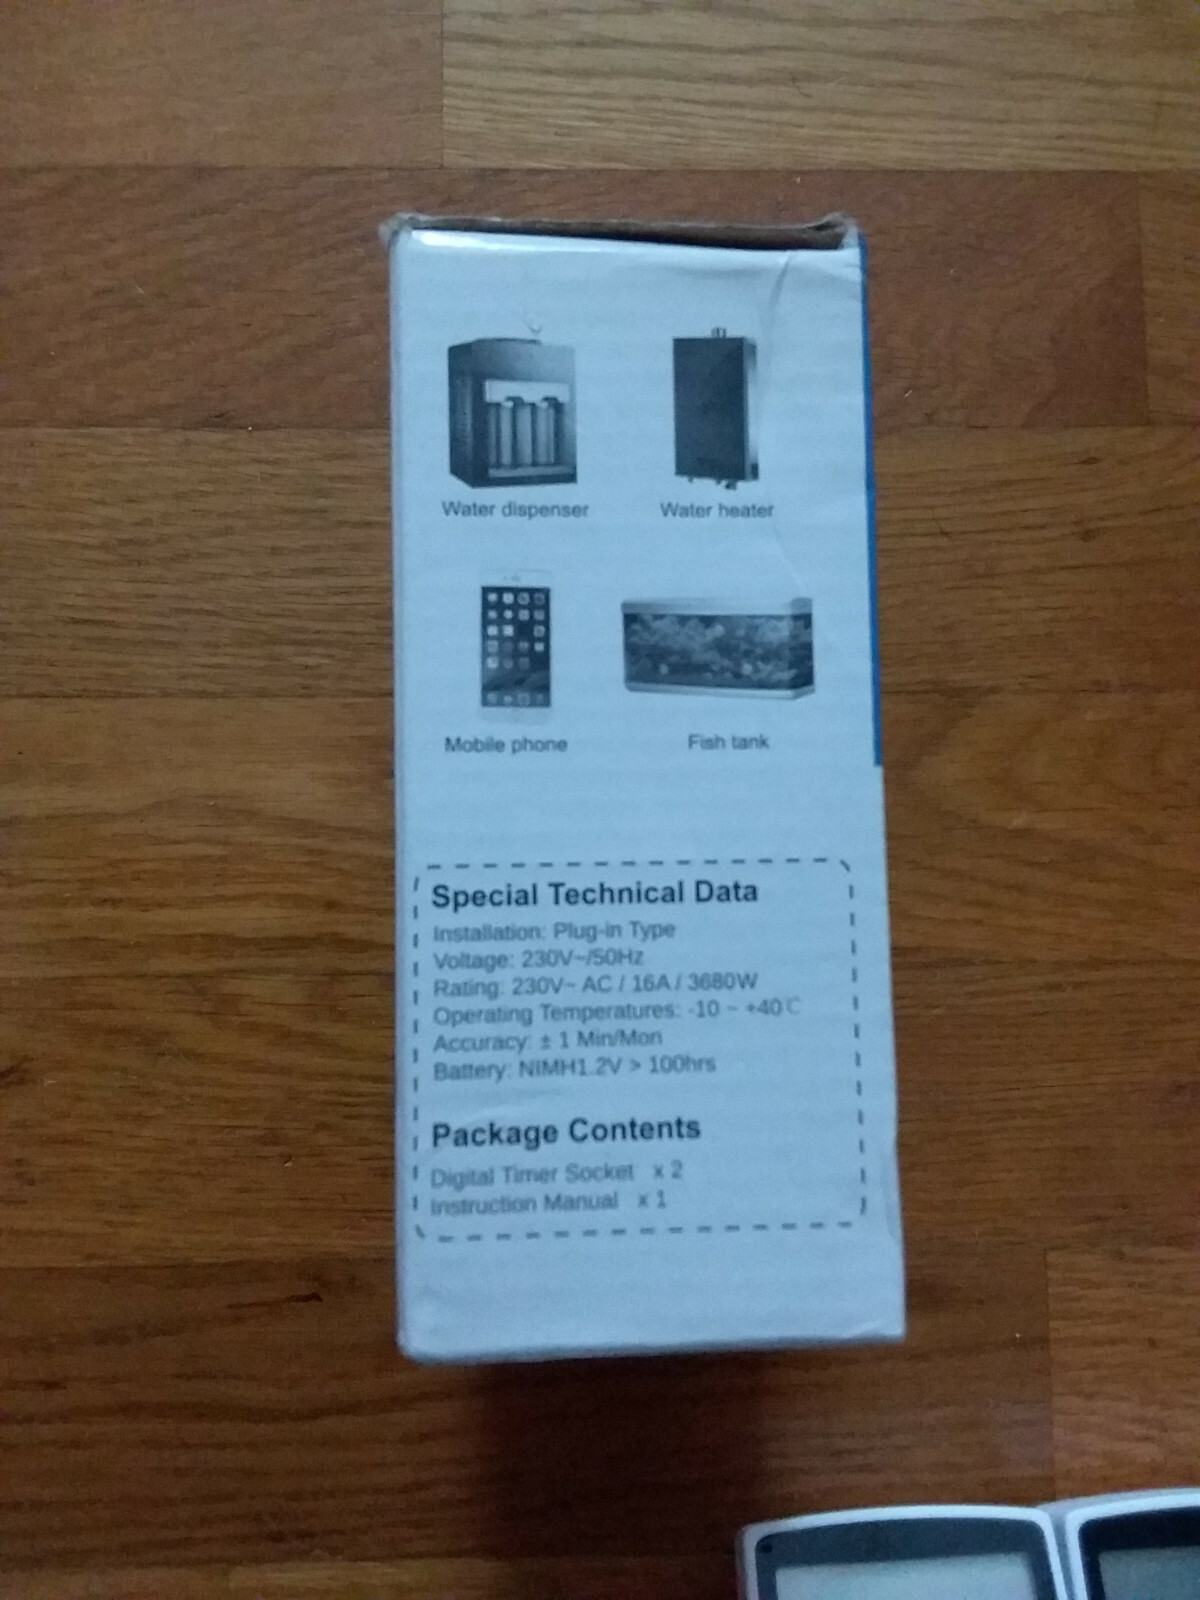 Water dispenser
Water heater
Mobile phone
Fish tank
Special Technical Data
Installation: Plug-in Type
Voltage: 230V~/50Hz
Rating: 230V~ AC / 16A / 3680W
Operating Temperatures: -10 ~ +40℃
Accuracy: ± 1 Min/Mon
Battery: NIMH1.2V > 100hrs
Package Contents
Digital Timer Socket x 2
Instruction Manual x 1